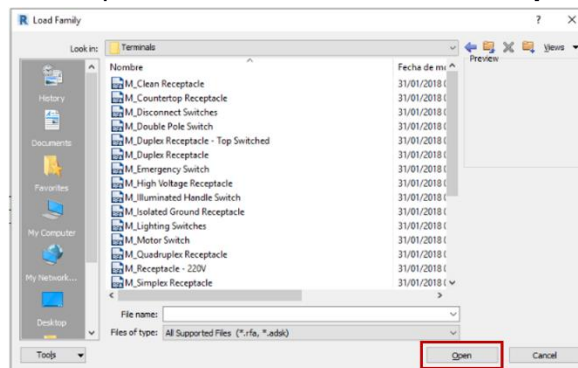 R Load Family ? X
Look in: Terminals Views
Preview
Nombre Fecha de mo
M_Clean Receptacle 31/01/2018 (
M_Countertop Receptacle 31/01/2018 (
M_Disconnect Switches 31/01/2018 (
M_Double Pole Switch 31/01/2018 (
M_Duplex Receptacle - Top Switched 31/01/2018 (
M_Duplex Receptacle 31/01/2018 (
M_Emergency Switch 31/01/2018 (
M_High Voltage Receptacle 31/01/2018 (
M_Illuminated Handle Switch 31/01/2018 (
M_Isolated Ground Receptacle 31/01/2018 (
M_Lighting Switches 31/01/2018 (
M_Motor Switch 31/01/2018 (
M_Quadruplex Receptacle 31/01/2018 (
M_Receptacle - 220V 31/01/2018 (
M_Simplex Receptacle 31/01/2018 (
History
Documents
Favorites
My Computer
My Network...
Desktop
File name:
Files of type: All Supported Files (*.rfa, *.adsk)
Tools Open Cancel